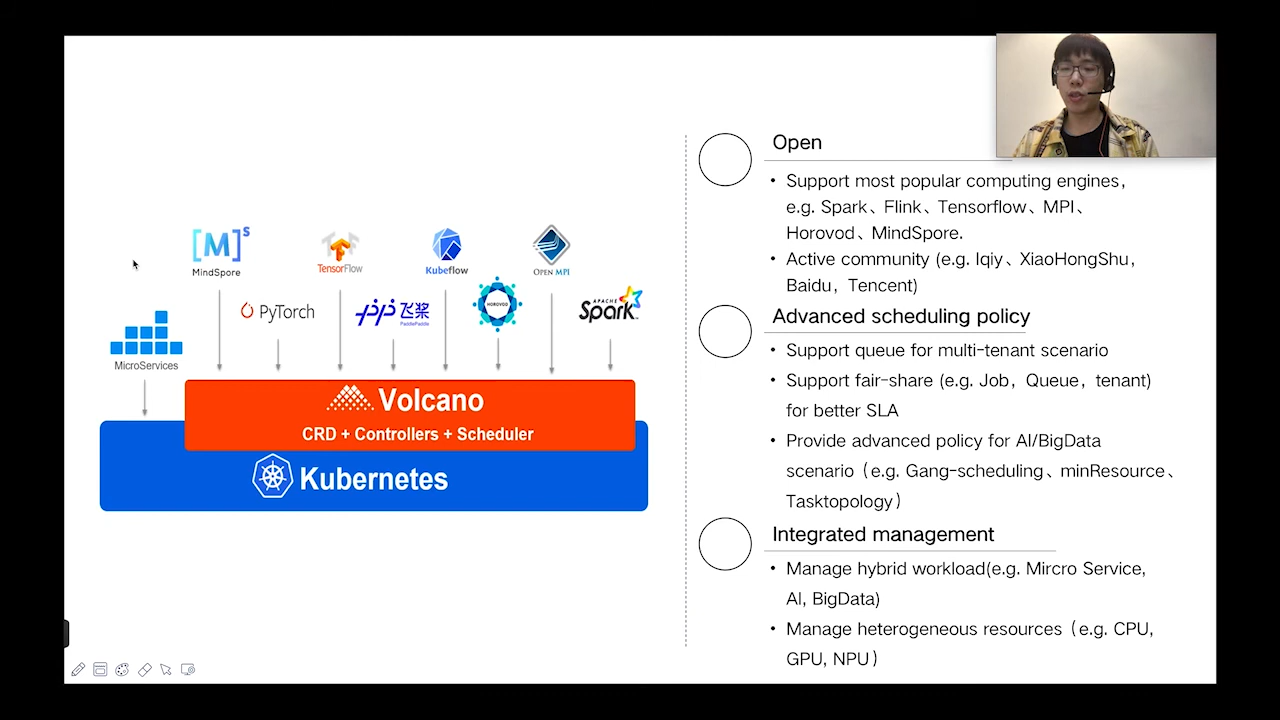 [M]S
MindSpore
TensorFlow
Kubeflow
OPEN MPI
PyTorch
飞桨
PaddlePaddle
HOROVOD
APACHE
Spark
MicroServices
Volcano
CRD + Controllers + Scheduler
Kubernetes
Open
• Support most popular computing engines,
e.g. Spark、Flink、Tensorflow、MPI、
Horovod、MindSpore.
• Active community (e.g. Iqiy、XiaoHongShu,
Baidu, Tencent)
Advanced scheduling policy
• Support queue for multi-tenant scenario
• Support fair-share (e.g. Job, Queue, tenant)
for better SLA
• Provide advanced policy for AI/BigData
scenario（e.g. Gang-scheduling、minResource、
Tasktopology）
Integrated management
• Manage hybrid workload(e.g. Mircro Service,
AI, BigData)
• Manage heterogeneous resources（e.g. CPU,
GPU, NPU）